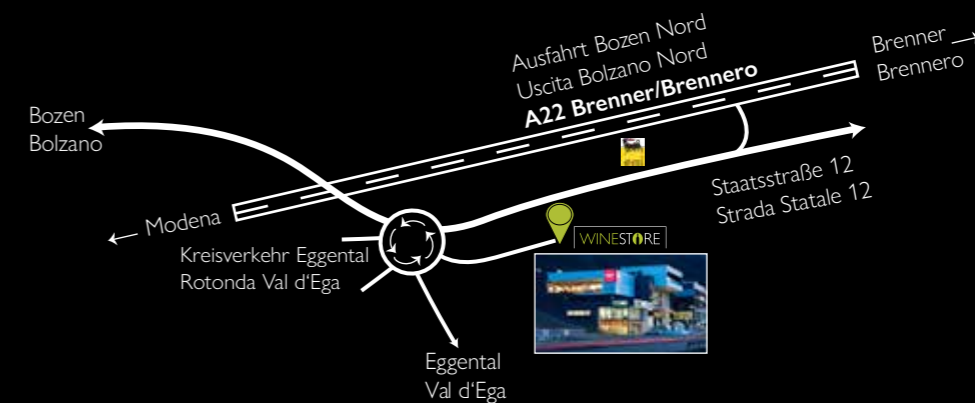 Ausfahrt Bozen Nord
Uscita Bolzano Nord
A22 Brenner/Brennero
Brenner
Brennero
Bozen
Bolzano
Modena
Staatsstraße 12
Strada Statale 12
Kreisverkehr Eggental
Rotonda Val d‘Ega
WINESTORE
Eggental
Val d‘Ega